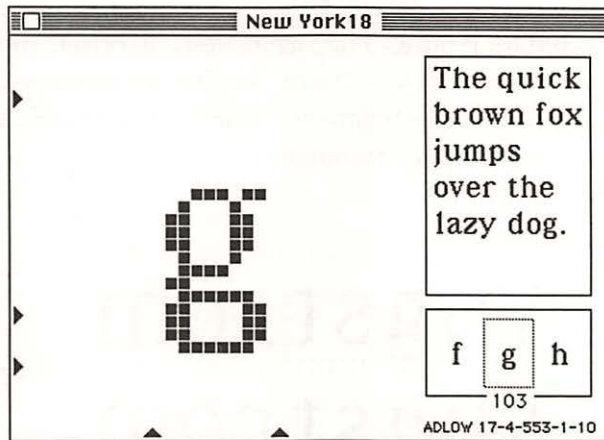 New York18
The quick
brown fox
jumps
over the
lazy dog.
g
f g h
103
ADLOW 17-4-553-1-10